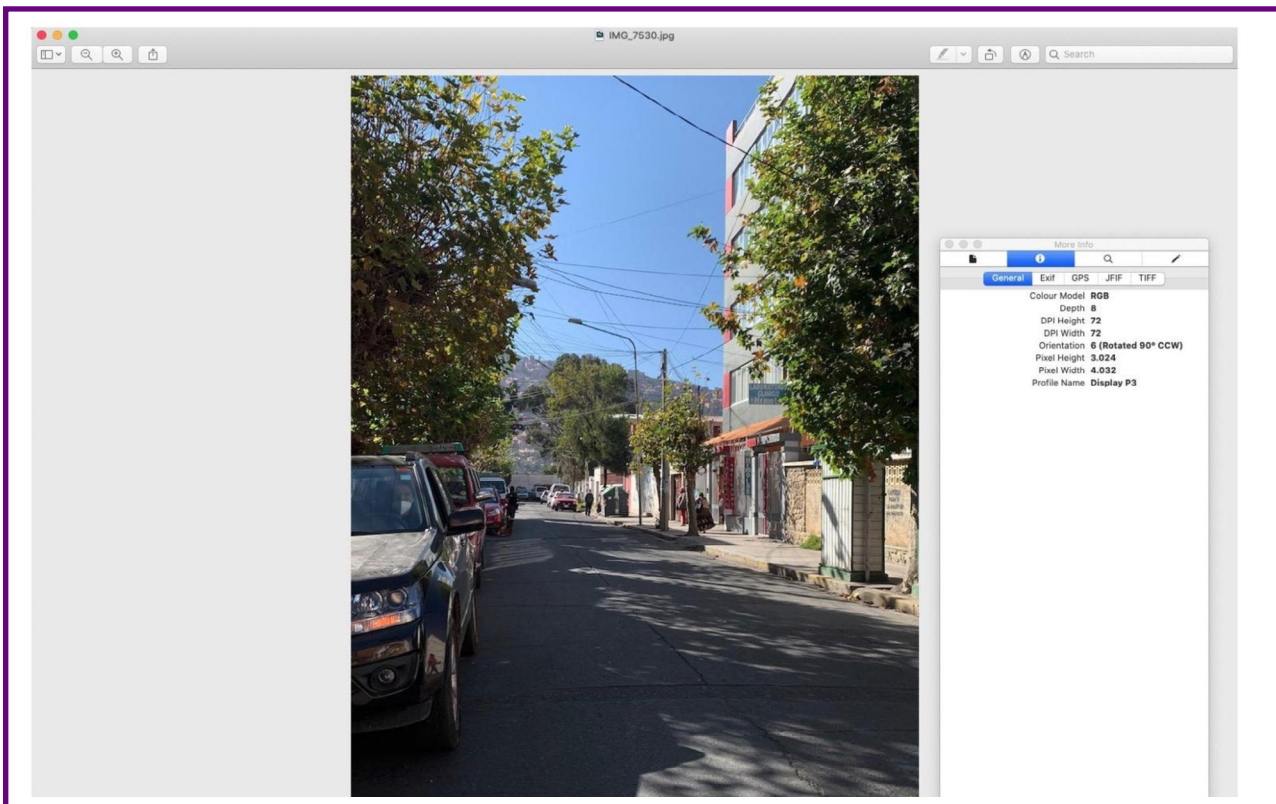 IMG_7530.jpg
Search
More Info
General Exif GPS JFIF TIFF
Colour Model RGB
Depth 8
DPI Height 72
DPI Width 72
Orientation 6 (Rotated 90° CCW)
Pixel Height 3.024
Pixel Width 4.032
Profile Name Display P3
CLINICO